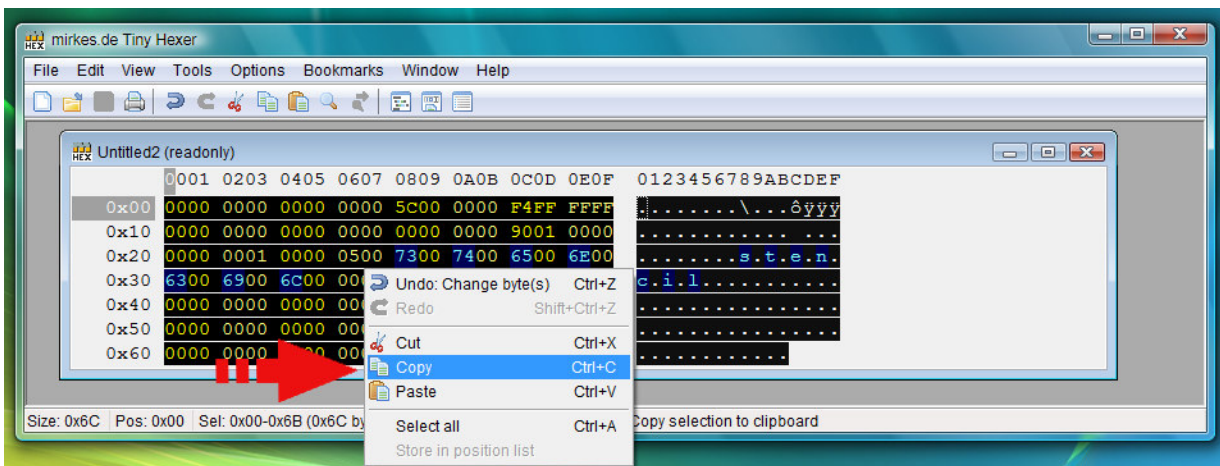 mirkes.de Tiny Hexer
File Edit View Tools Options Bookmarks Window Help
Untitled2 (readonly)
0001 0203 0405 0607 0809 0A0B 0C0D 0E0F 0123456789ABCDEF
0x00 0000 0000 0000 0000 5C00 0000 F4FF FFFF ........\...ôÿÿÿ
0x10 0000 0000 0000 0000 0000 0000 9001 0000 ............ ...
0x20 0000 0001 0000 0500 7300 7400 6500 6E00 ........s.t.e.n.
0x30 6300 6900 6C00 c.i.l...........
0x40 0000 0000 0000 ................
0x50 0000 0000 0000 ................
0x60 0000 0000 ............
Undo: Change byte(s) Ctrl+Z
Redo Shift+Ctrl+Z
Cut Ctrl+X
Copy Ctrl+C
Paste Ctrl+V
Select all Ctrl+A
Store in position list
Size: 0x6C Pos: 0x00 Sel: 0x00-0x6B (0x6C by Copy selection to clipboard